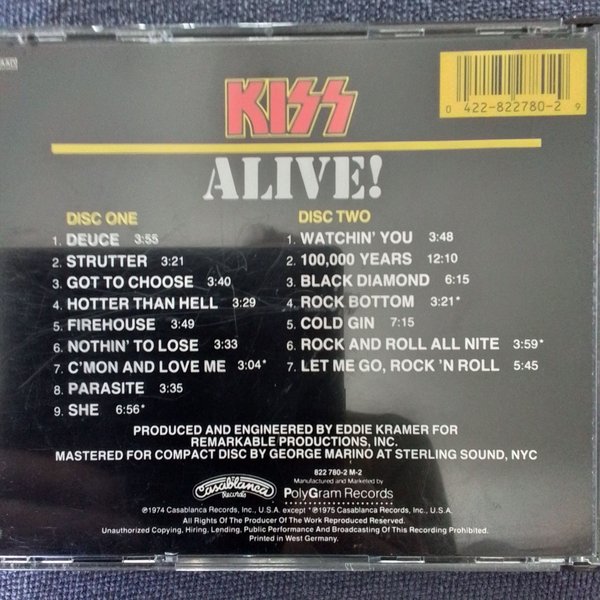 AAD
KISS
0 422-822780-2 9
ALIVE!
DISC ONE
1. DEUCE 3:55
2. STRUTTER 3:21
3. GOT TO CHOOSE 3:40
4. HOTTER THAN HELL 3:29
5. FIREHOUSE 3:49
6. NOTHIN' TO LOSE 3:33
7. C'MON AND LOVE ME 3:04*
8. PARASITE 3:35
9. SHE 6:56*
DISC TWO
1. WATCHIN' YOU 3:48
2. 100,000 YEARS 12:10
3. BLACK DIAMOND 6:15
4. ROCK BOTTOM 3:21*
5. COLD GIN 7:15
6. ROCK AND ROLL ALL NITE 3:59*
7. LET ME GO, ROCK 'N ROLL 5:45
PRODUCED AND ENGINEERED BY EDDIE KRAMER FOR
REMARKABLE PRODUCTIONS, INC.
MASTERED FOR COMPACT DISC BY GEORGE MARINO AT STERLING SOUND, NYC
822 780-2 M-2
Casablanca
Records
Manufactured and Marketed by
PolyGram Records
℗1974 Casablanca Records, Inc., U.S.A. except *℗1975 Casablanca Records, Inc., U.S.A.
All Rights Of The Producer Of The Work Reproduced Reserved.
Unauthorized Copying, Hiring, Lending, Public Performance And Broadcasting Of This Recording Prohibited.
Printed in West Germany.